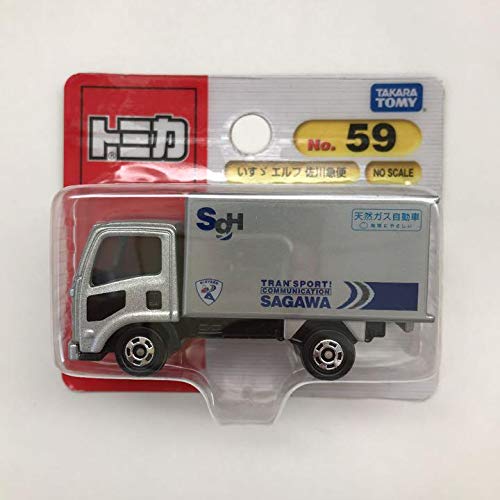 TAKARA
TOMY
トミカ
®
No. 59
いすゞ エルフ 佐川急便
NO SCALE
SGH
天然ガス自動車
地球にやさしい
TRANSPORT!
COMMUNICATION
SAGAWA